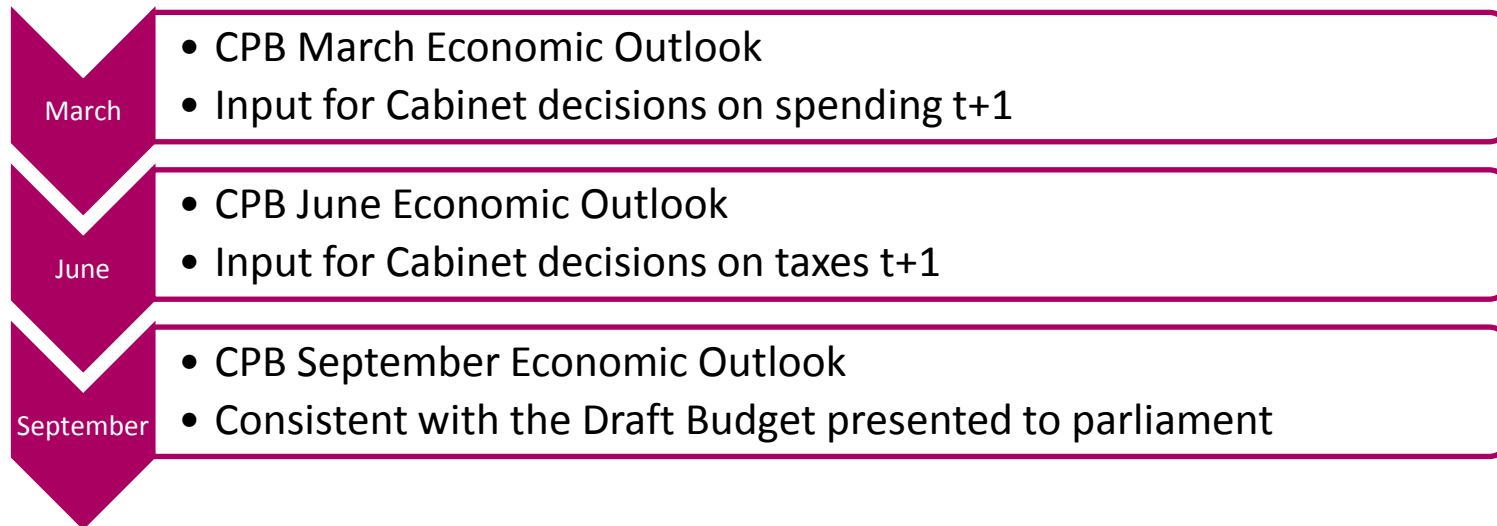 March
• CPB March Economic Outlook
• Input for Cabinet decisions on spending t+1
June
• CPB June Economic Outlook
• Input for Cabinet decisions on taxes t+1
September
• CPB September Economic Outlook
• Consistent with the Draft Budget presented to parliament